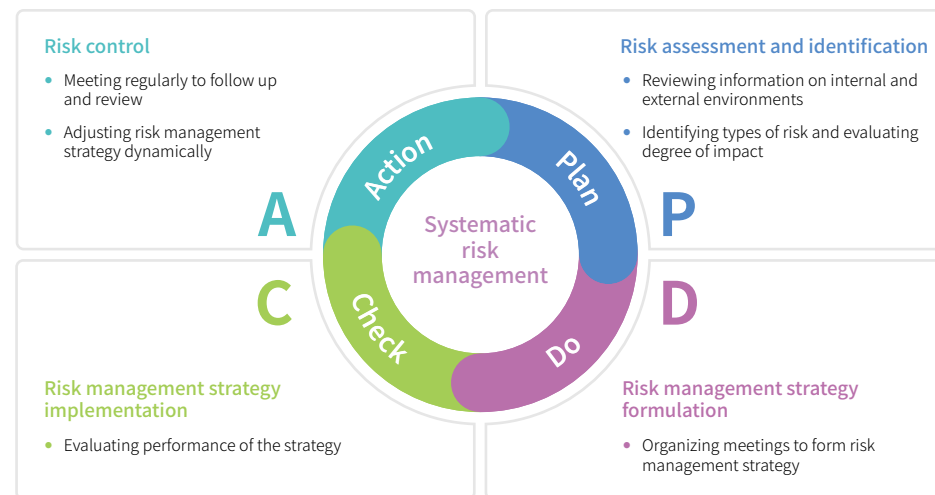 Risk control
• Meeting regularly to follow up
and review
• Adjusting risk management
strategy dynamically
A
Risk assessment and identification
• Reviewing information on internal and
external environments
• Identifying types of risk and evaluating
degree of impact
P
Action
Plan
Systematic
risk
management
Check
Do
C
Risk management strategy
implementation
• Evaluating performance of the strategy
D
Risk management strategy
formulation
• Organizing meetings to form risk
management strategy